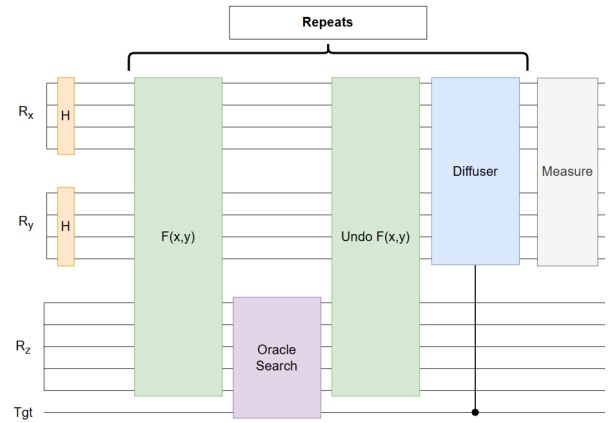 Repeats
Rx
H
Ry
H
F(x,y)
Undo F(x,y)
Diffuser
Measure
Rz
Oracle
Search
Tgt